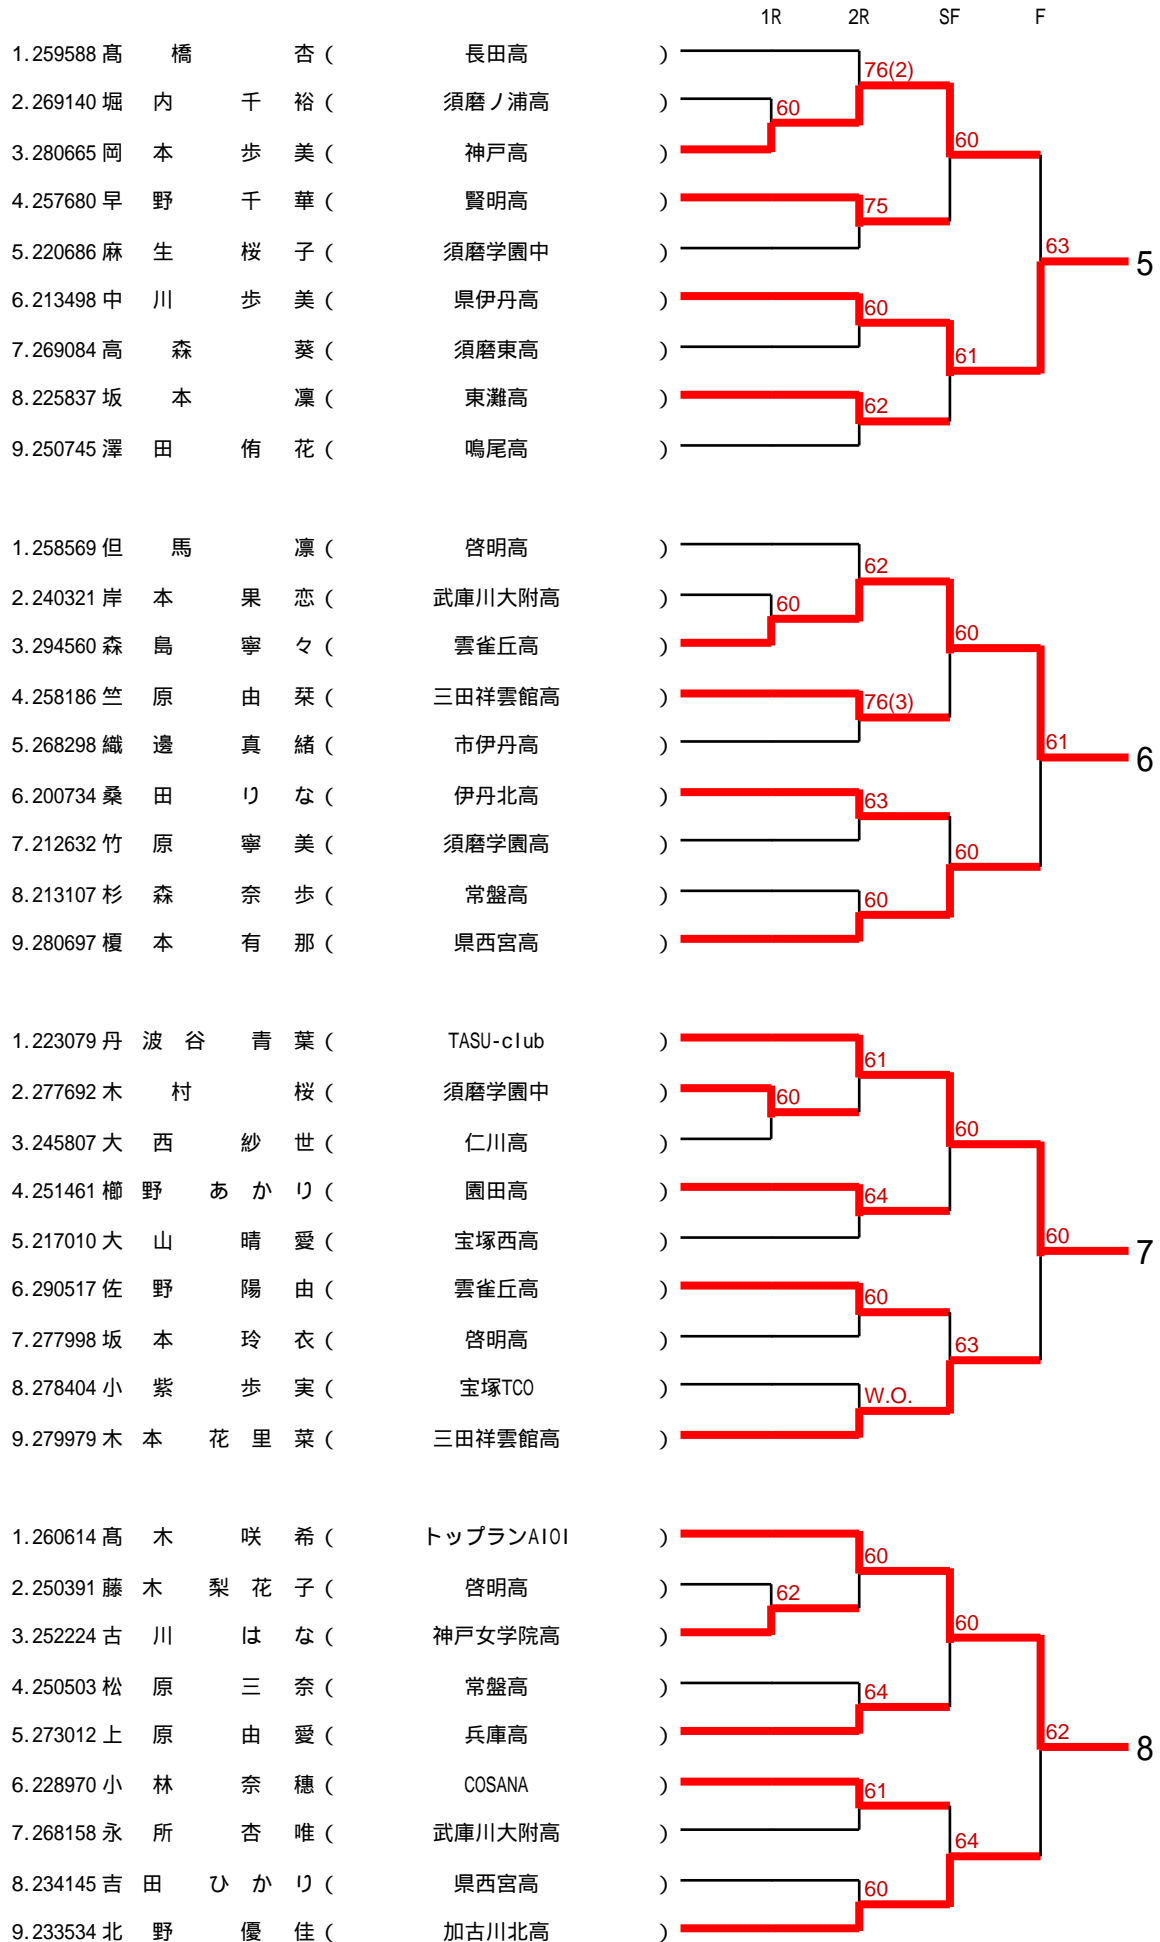 1R 2R SF F
1.259588 髙 橋 杏 ( 長田高 )
76(2)
2.269140 堀 内 千 裕 ( 須磨ノ浦高 )
60
3.280665 岡 本 歩 美 ( 神戸高 )
60
4.257680 早 野 千 華 ( 賢明高 )
75
5.220686 麻 生 桜 子 ( 須磨学園中 )
63 5
6.213498 中 川 歩 美 ( 県伊丹高 )
60
7.269084 高 森 葵 ( 須磨東高 )
61
8.225837 坂 本 凜 ( 東灘高 )
62
9.250745 澤 田 侑 花 ( 鳴尾高 )
1.258569 但 馬 凛 ( 啓明高 )
62
2.240321 岸 本 果 恋 ( 武庫川大附高 )
60
3.294560 森 島 寧 々 ( 雲雀丘高 )
60
4.258186 竺 原 由 栞 ( 三田祥雲館高 )
76(3)
5.268298 織 邊 真 緒 ( 市伊丹高 )
61 6
6.200734 桑 田 り な ( 伊丹北高 )
63
7.212632 竹 原 寧 美 ( 須磨学園高 )
60
8.213107 杉 森 奈 歩 ( 常盤高 )
60
9.280697 榎 本 有 那 ( 県西宮高 )
1.223079 丹 波 谷 青 葉 ( TASU-club )
61
2.277692 木 村 桜 ( 須磨学園中 )
60
3.245807 大 西 紗 世 ( 仁川高 )
60
4.251461 櫛 野 あ か り ( 園田高 )
64
5.217010 大 山 晴 愛 ( 宝塚西高 )
60 7
6.290517 佐 野 陽 由 ( 雲雀丘高 )
60
7.277998 坂 本 玲 衣 ( 啓明高 )
63
8.278404 小 紫 歩 実 ( 宝塚TCO )
W.O.
9.279979 木 本 花 里 菜 ( 三田祥雲館高 )
1.260614 髙 木 咲 希 ( トップランAIOI )
60
2.250391 藤 木 梨 花 子 ( 啓明高 )
62
3.252224 古 川 は な ( 神戸女学院高 )
60
4.250503 松 原 三 奈 ( 常盤高 )
64
5.273012 上 原 由 愛 ( 兵庫高 )
62 8
6.228970 小 林 奈 穂 ( COSANA )
61
7.268158 永 所 杏 唯 ( 武庫川大附高 )
64
8.234145 吉 田 ひ か り ( 県西宮高 )
60
9.233534 北 野 優 佳 ( 加古川北高 )